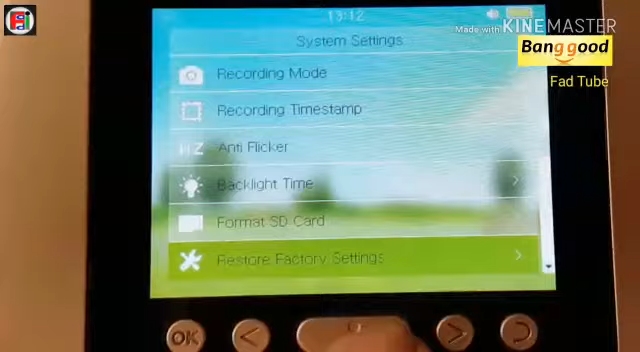 13:12
Made with KINEMASTER
System Settings
Banggood
Recording Mode
Fad Tube
Recording Timestamp
HZ Anti Flicker
Backlight Time
Format SD Card
Restore Factory Settings
OK